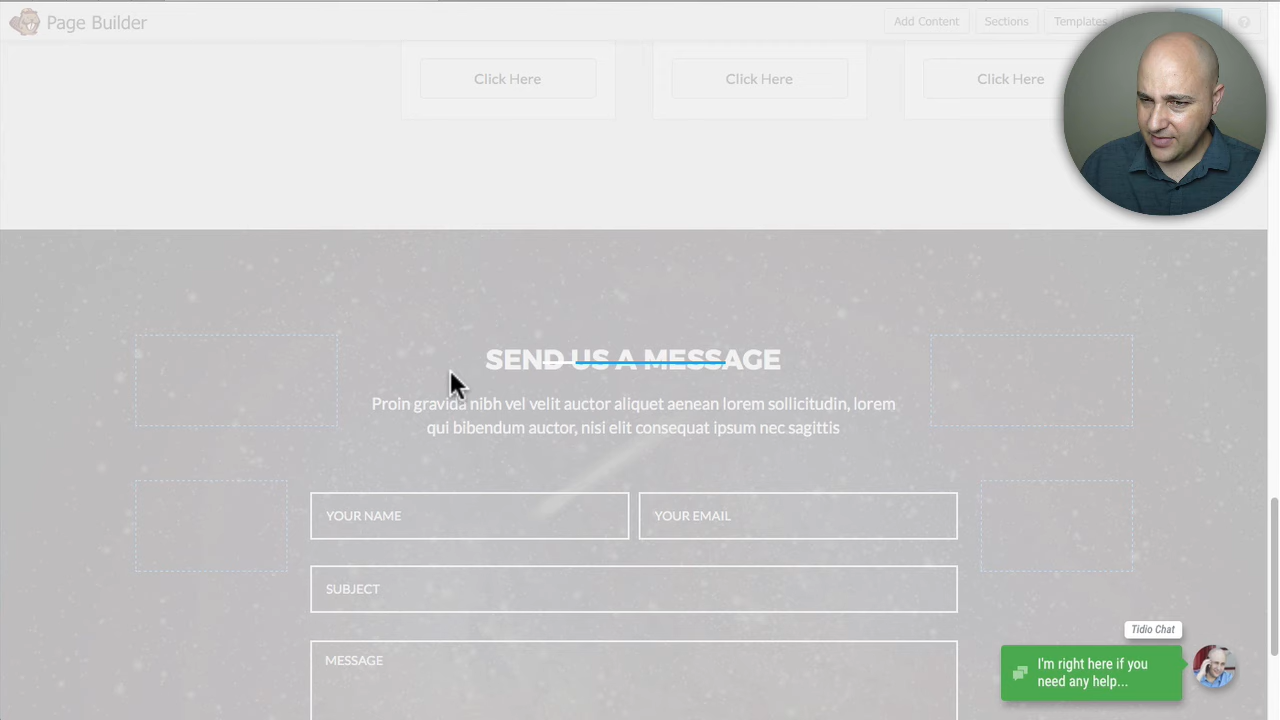 Page Builder
Add Content
Sections
Templates
Click Here
Click Here
Click Here
SEND US A MESSAGE
Proin gravida nibh vel velit auctor aliquet aenean lorem sollicitudin, lorem
qui bibendum auctor, nisi elit consequat ipsum nec sagittis
YOUR NAME
YOUR EMAIL
SUBJECT
MESSAGE
Tidio Chat
I'm right here if you
need any help...